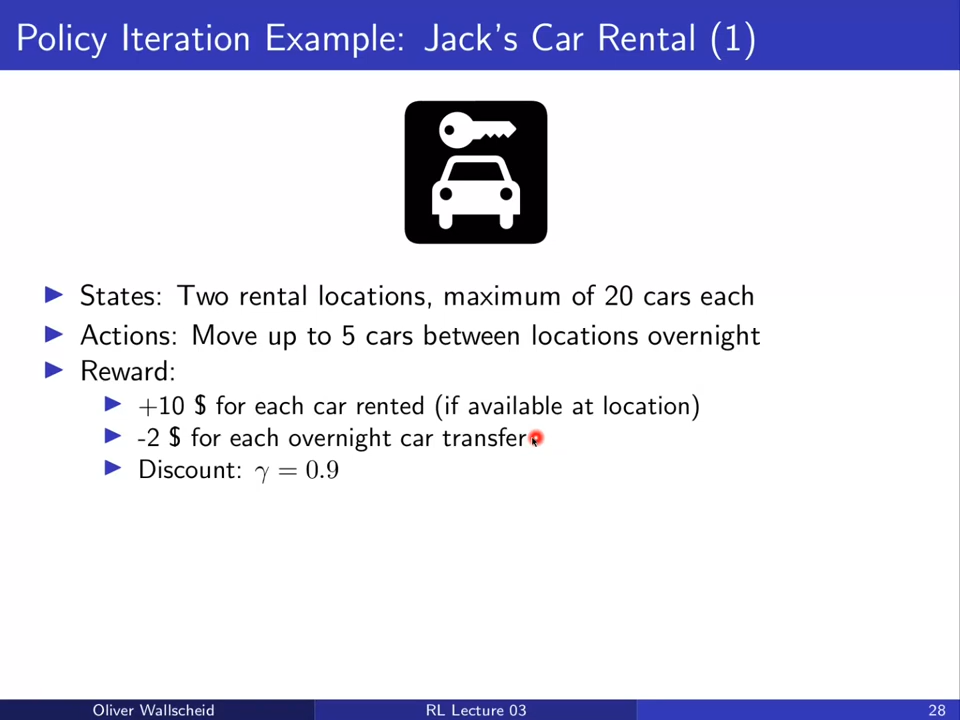 Policy Iteration Example: Jack's Car Rental (1)
States: Two rental locations, maximum of 20 cars each
Actions: Move up to 5 cars between locations overnight
Reward:
+10 $ for each car rented (if available at location)
-2 $ for each overnight car transfer
Discount: γ = 0.9
Oliver Wallscheid
RL Lecture 03
28